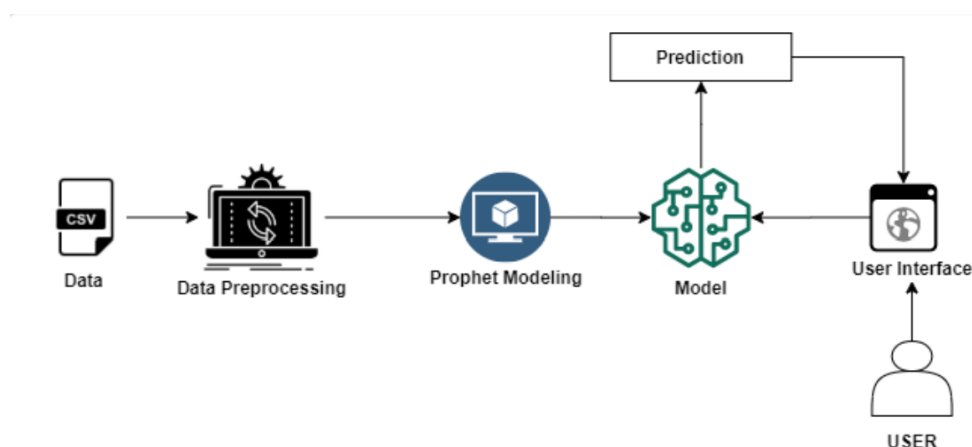 Prediction
CSV
Data
Data Preprocessing
Prophet Modeling
Model
User Interface
USER